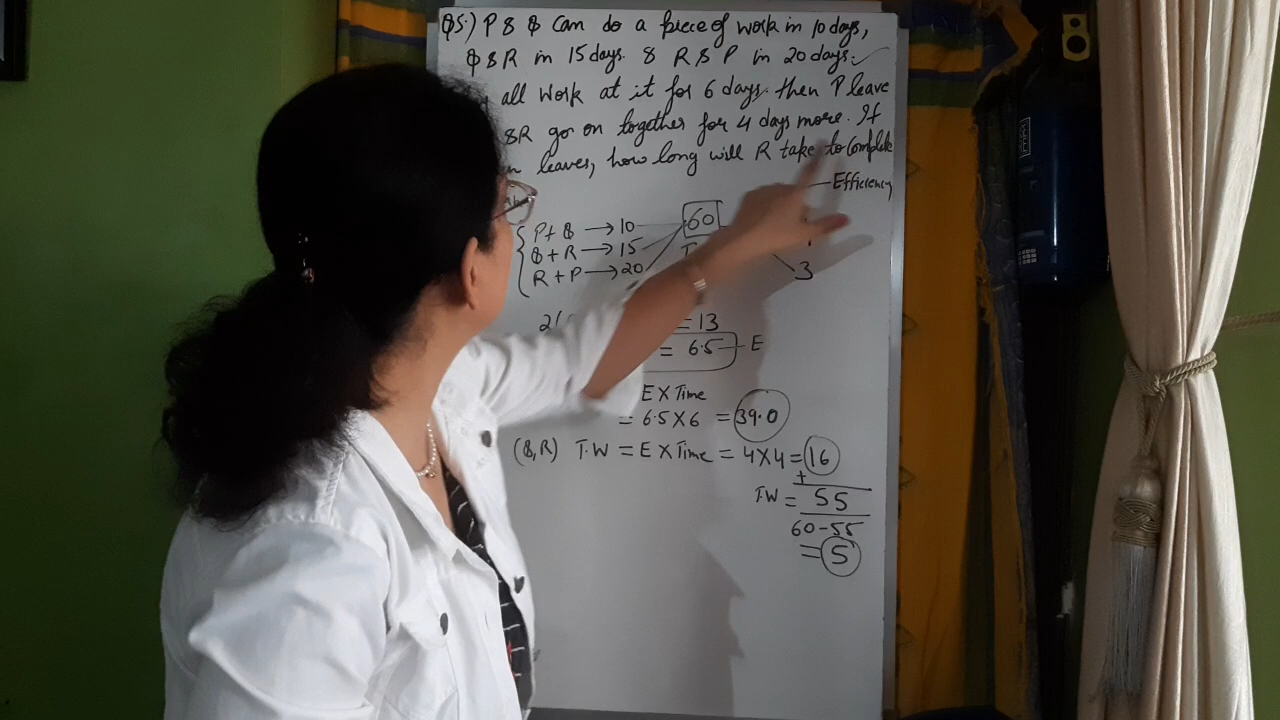 Q5.) P & Q Can do a piece of work in 10 days,
Q & R in 15 days. & R & P in 20 days.
all work at it for 6 days. then P leave
& R go on together for 4 days more. If
leaves, how long will R take to Complete
Efficiency
P + Q → 10 60
Q + R → 15
R + P → 20 3
2( = 13
= 6.5 E
E X Time
= 6.5 X 6 = 39.0
(Q,R) T.W = E X Time = 4 X 4 = 16
+
T.W = 55
60 - 55
= 5